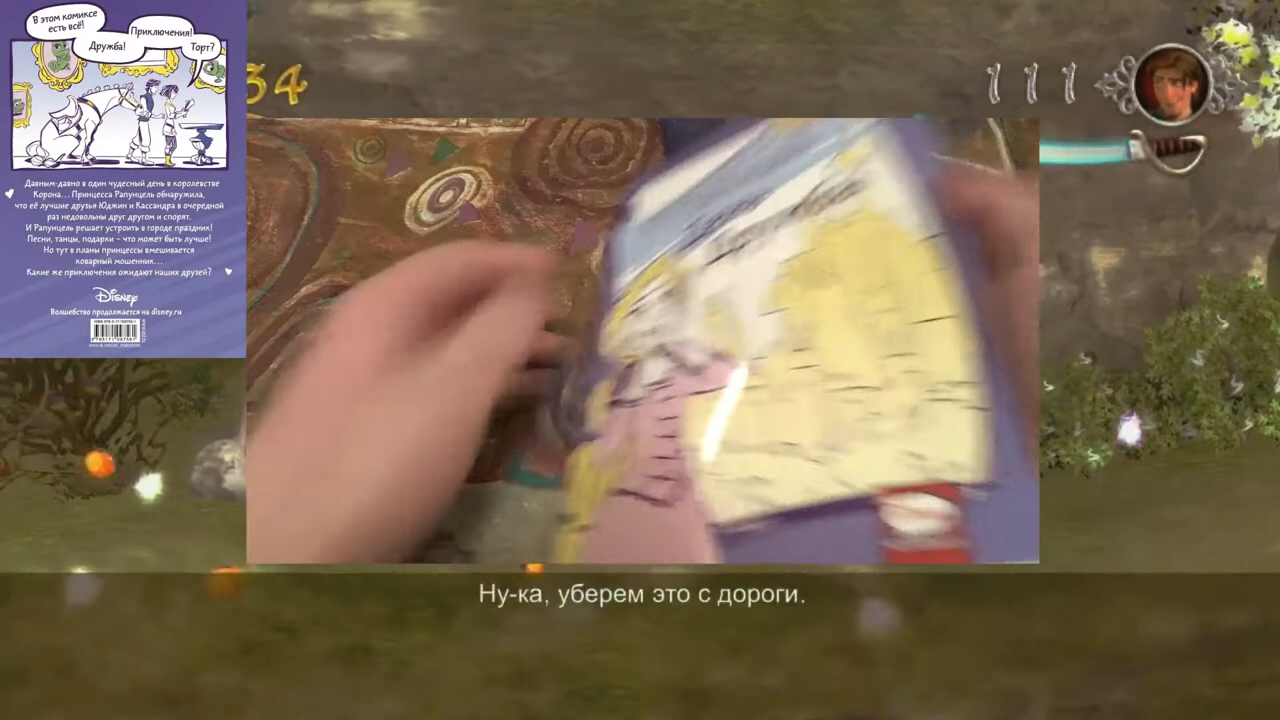 В этом комиксе
есть всё!
Приключения!
Дружба!
Торт?
34
111
Давным-давно в один чудесный день в королевстве
Корона... Принцесса Рапунцель обнаружила,
что её лучшие друзья Юджин и Кассандра в очередной
раз недовольны друг другом и спорят.
И Рапунцель решает устроить в городе праздник!
Песни, танцы, подарки – что может быть лучше!
Но тут в планы принцессы вмешивается
коварный мошенник...
Какие же приключения ожидают наших друзей?
Disney
Волшебство продолжается на disney.ru
Ну-ка, уберем это с дороги.